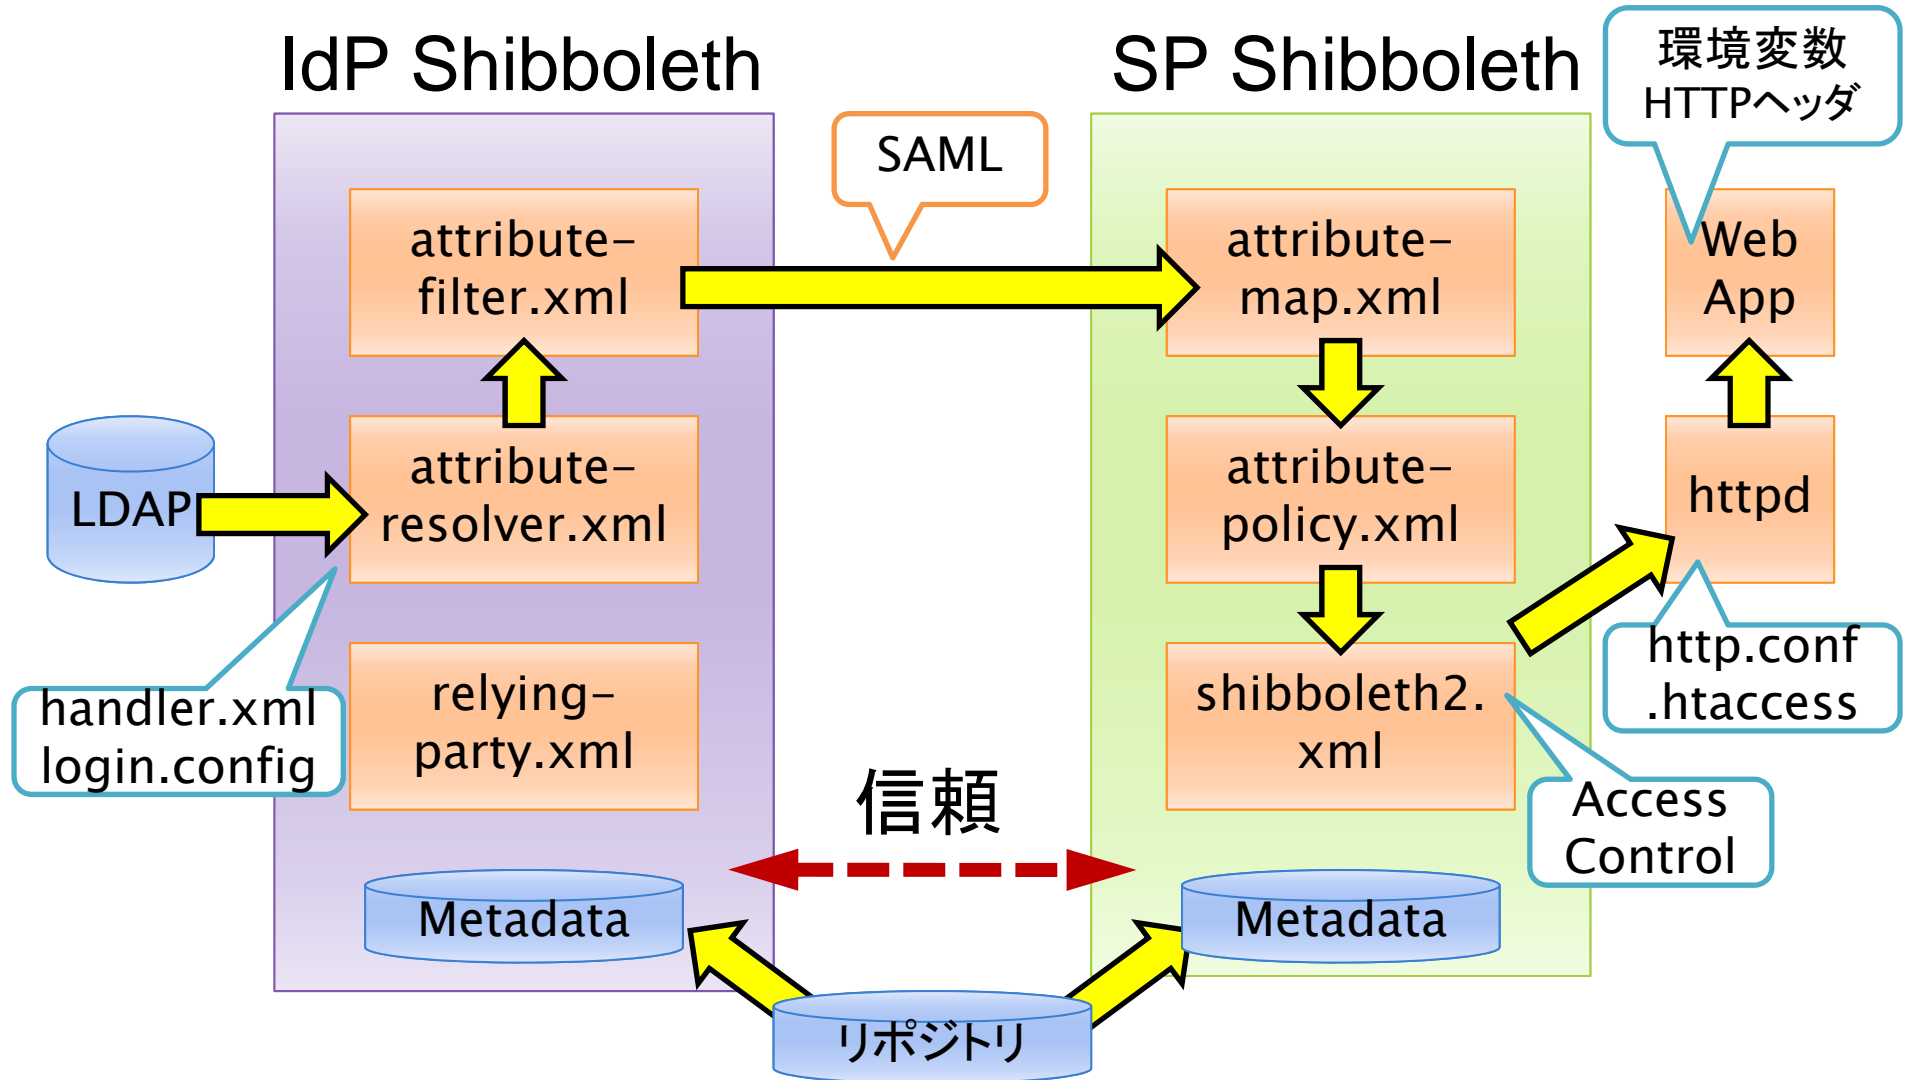 IdP Shibboleth
SP Shibboleth
環境変数
HTTPヘッダ
SAML
attribute-
filter.xml
attribute-
map.xml
Web
App
LDAP
attribute-
resolver.xml
attribute-
policy.xml
httpd
handler.xml
login.config
relying-
party.xml
shibboleth2.
xml
http.conf
.htaccess
信頼
Access
Control
Metadata
Metadata
リポジトリ